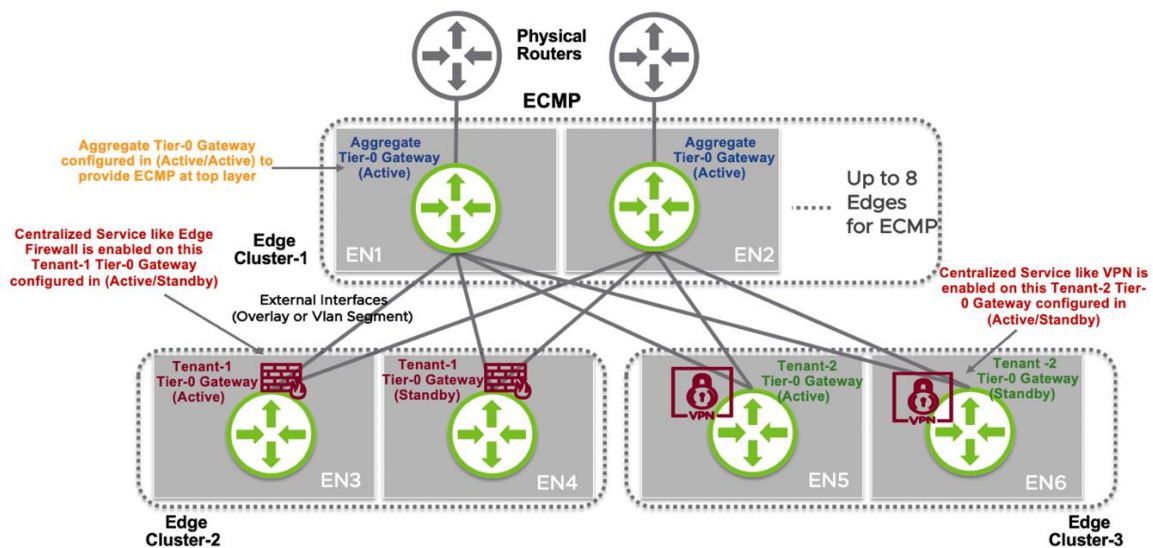 Physical
Routers
ECMP
Aggregate Tier-0 Gateway
configured in (Active/Active) to
provide ECMP at top layer
Aggregate
Tier-0 Gateway
(Active)
Aggregate
Tier-0 Gateway
(Active)
Up to 8
Edges
for ECMP
EN1
EN2
Edge
Cluster-1
Centralized Service like Edge
Firewall is enabled on this
Tenant-1 Tier-0 Gateway
configured in (Active/Standby)
Centralized Service like VPN is
enabled on this Tenant-2 Tier-
0 Gateway configured in
(Active/Standby)
External Interfaces
(Overlay or Vlan Segment)
Tenant-1
Tier-0 Gateway
(Active)
Tenant-1
Tier-0 Gateway
(Standby)
Tenant-2
Tier-0 Gateway
(Active)
Tenant -2
Tier-0 Gateway
(Standby)
VPN
VPN
EN3
EN4
EN5
EN6
Edge
Cluster-2
Edge
Cluster-3